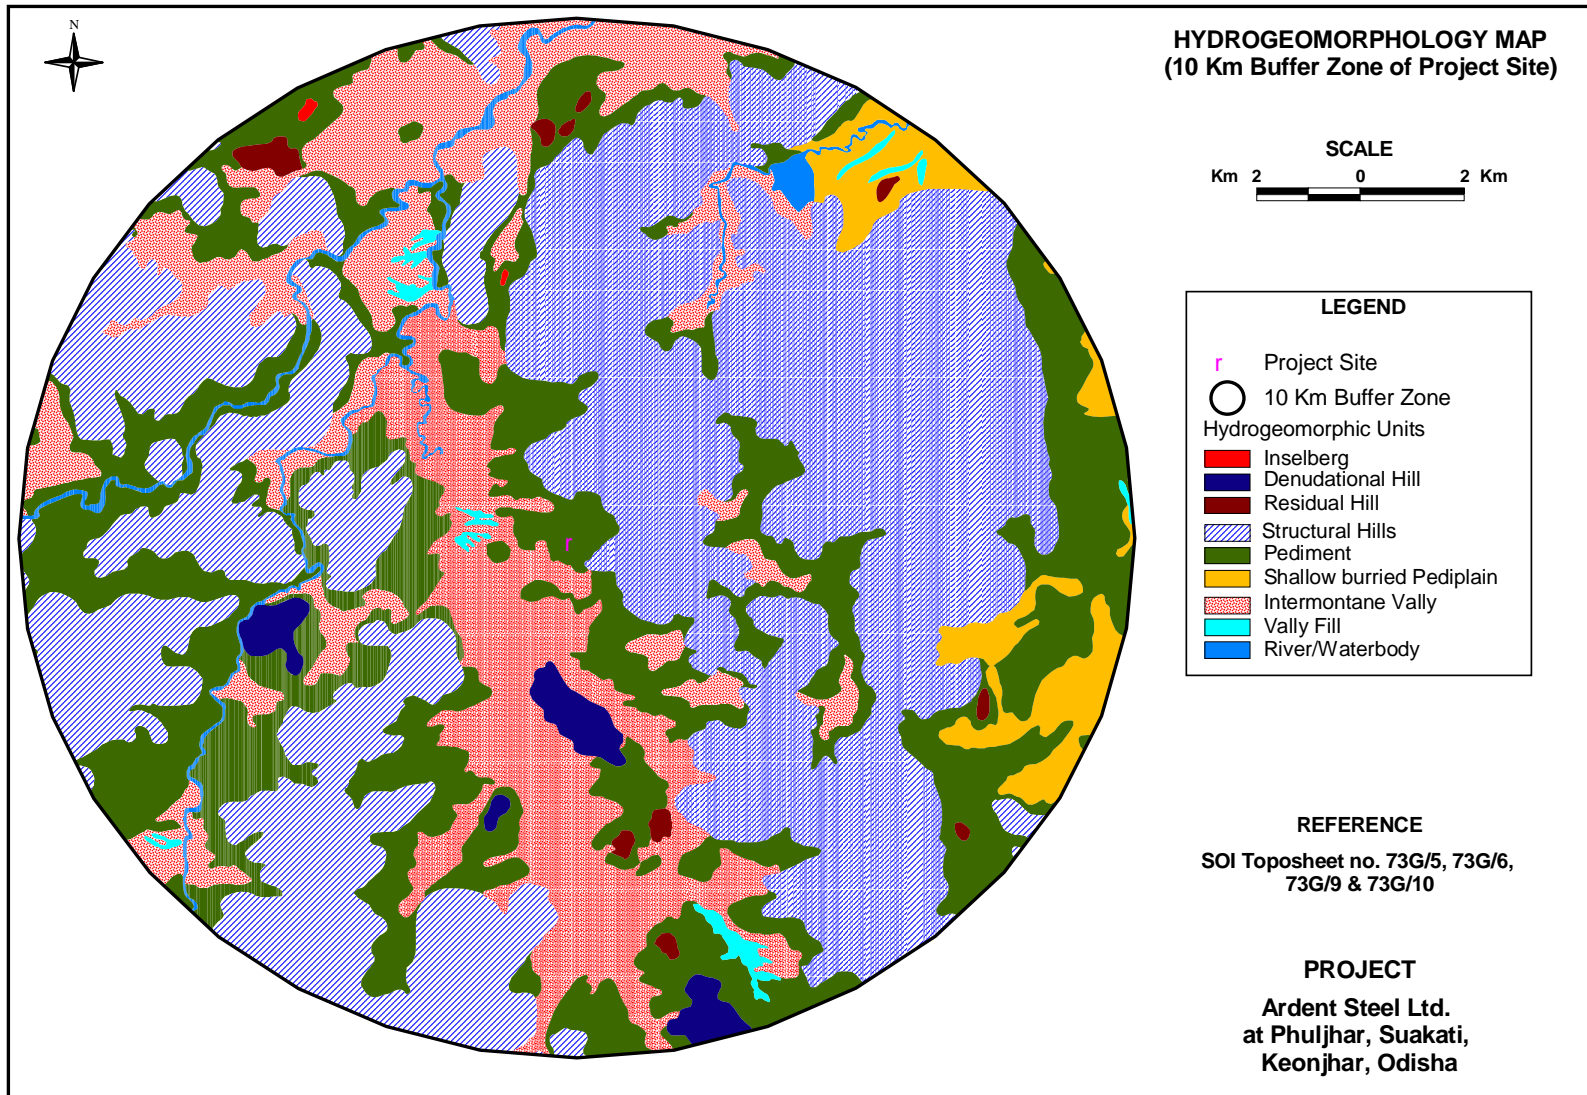 N
HYDROGEOMORPHOLOGY MAP
(10 Km Buffer Zone of Project Site)
SCALE
Km 2 0 2 Km
LEGEND
r Project Site
10 Km Buffer Zone
Hydrogeomorphic Units
Inselberg
Denudational Hill
Residual Hill
Structural Hills
Pediment
Shallow burried Pediplain
Intermontane Vally
Vally Fill
River/Waterbody
r
REFERENCE
SOI Toposheet no. 73G/5, 73G/6,
73G/9 & 73G/10
PROJECT
Ardent Steel Ltd.
at Phuljhar, Suakati,
Keonjhar, Odisha